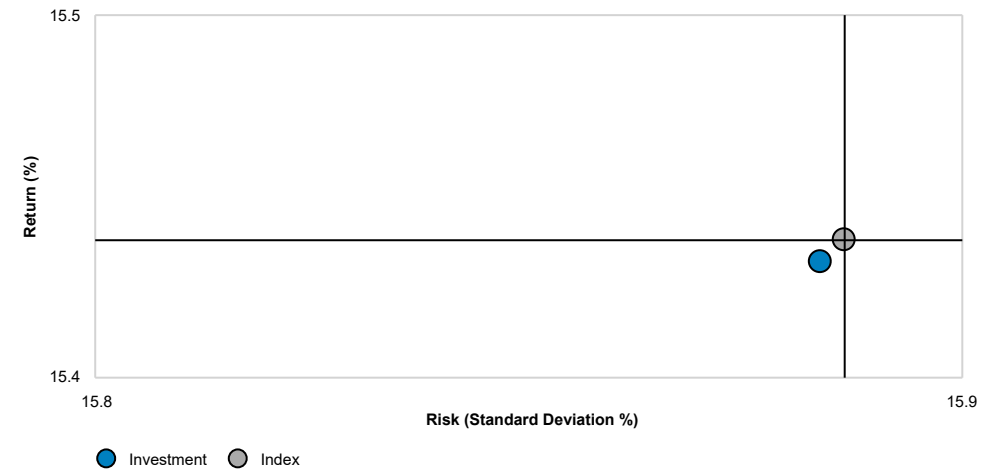 15.5
Return (%)
15.4
15.8
15.9
Risk (Standard Deviation %)
Investment
Index